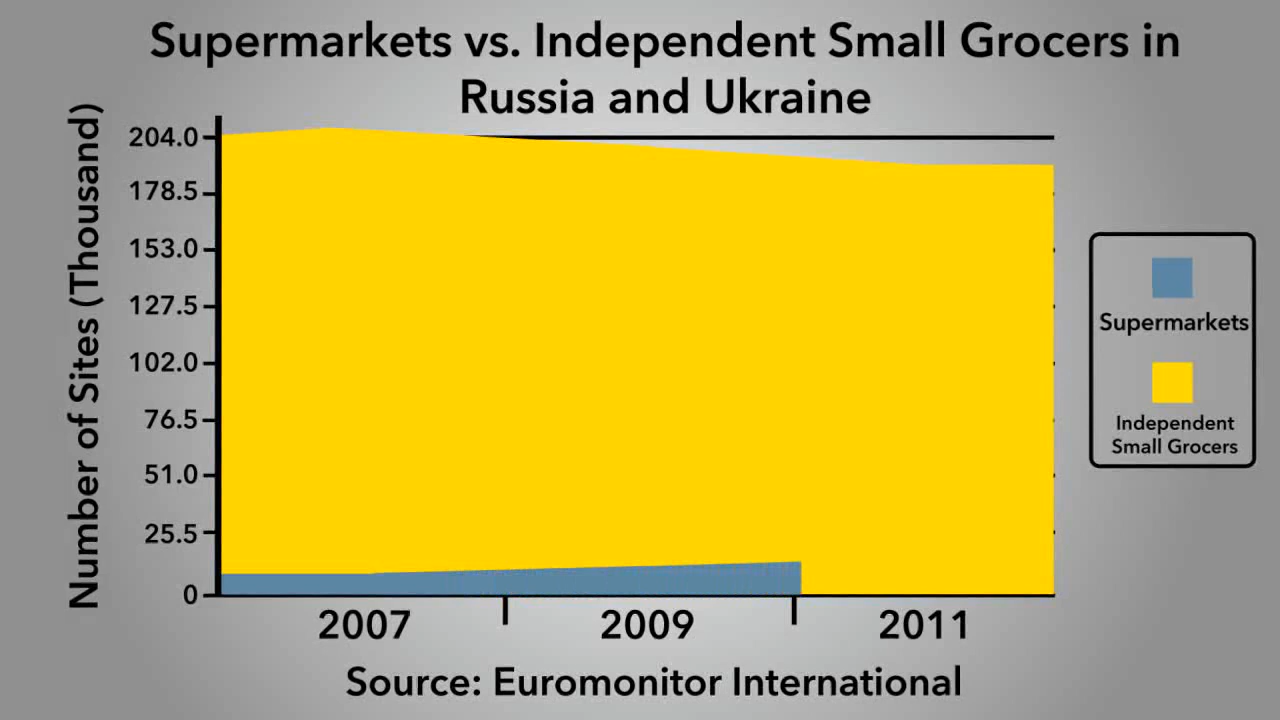 Supermarkets vs. Independent Small Grocers in
Russia and Ukraine
Number of Sites (Thousand)
204.0
178.5
153.0
127.5
102.0
76.5
51.0
25.5
0
2007
2009
2011
Supermarkets
Independent
Small Grocers
Source: Euromonitor International